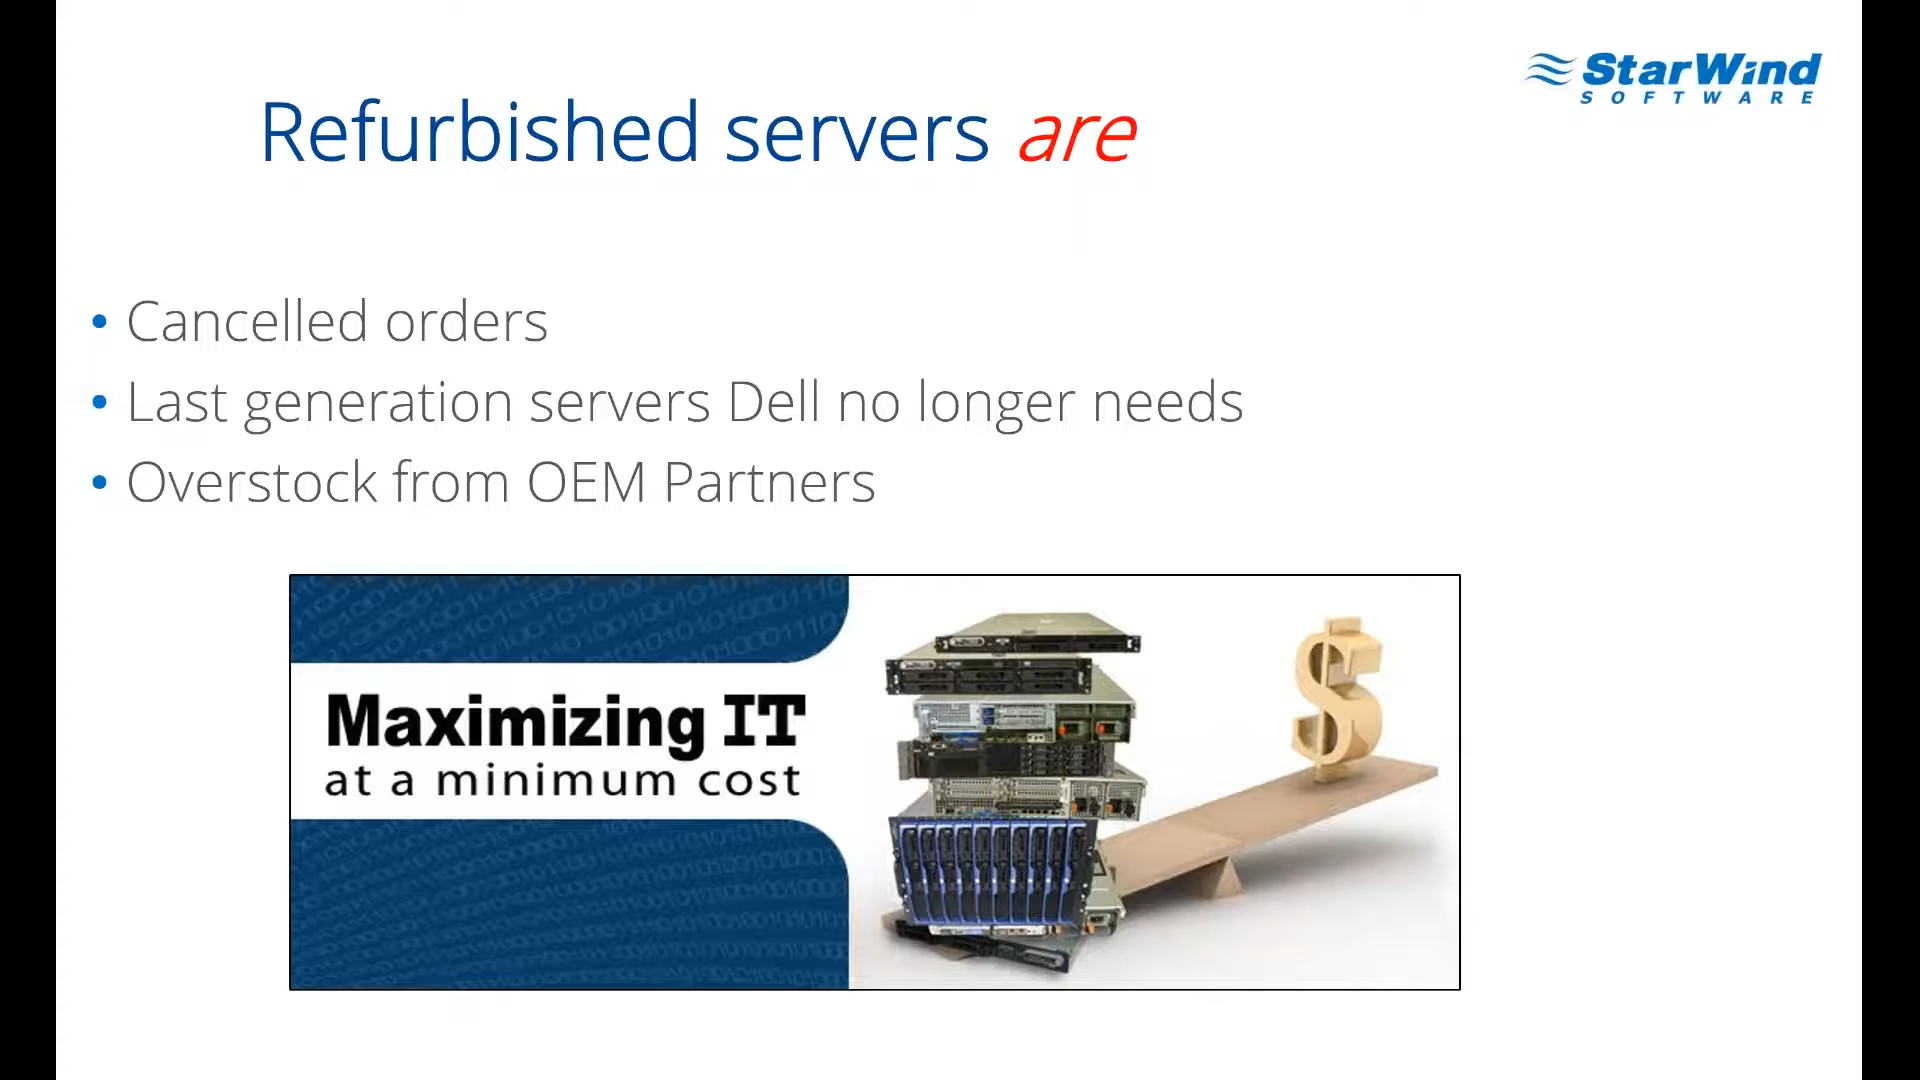 StarWind
SOFTWARE
Refurbished servers are
• Cancelled orders
• Last generation servers Dell no longer needs
• Overstock from OEM Partners
Maximizing IT
at a minimum cost
$